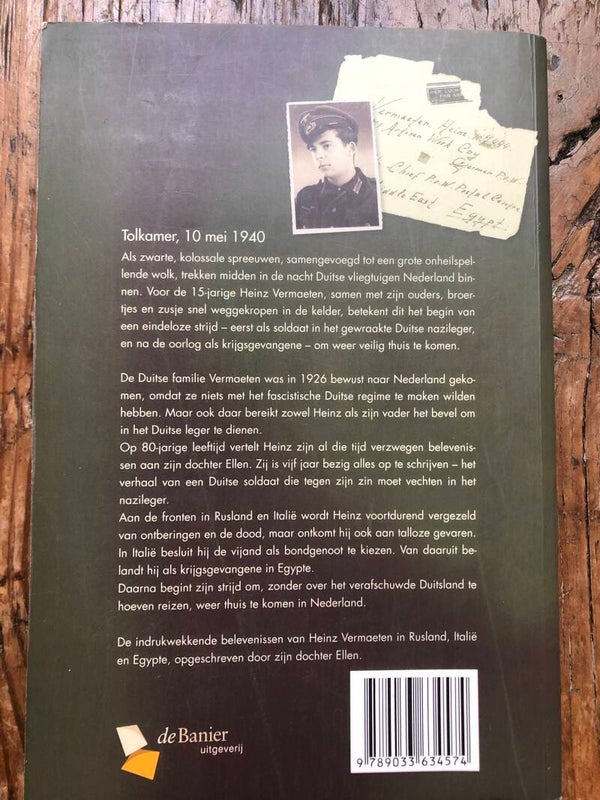 PAR AVION
Vermaeten, Heinz
Coy
German P.o.W.
Chief P.o.W. Postal Centre
Middle East
Egypt.
Tolkamer, 10 mei 1940
Als zwarte, kolossale spreeuwen, samengevoegd tot een grote onheilspel-
lende wolk, trekken midden in de nacht Duitse vliegtuigen Nederland bin-
nen. Voor de 15-jarige Heinz Vermaeten, samen met zijn ouders, broer-
tjes en zusje snel weggekropen in de kelder, betekent dit het begin van
een eindeloze strijd – eerst als soldaat in het gewraakte Duitse nazileger,
en na de oorlog als krijgsgevangene – om weer veilig thuis te komen.
De Duitse familie Vermaeten was in 1926 bewust naar Nederland geko-
men, omdat ze niets met het fascistische Duitse regime te maken wilden
hebben. Maar ook daar bereikt zowel Heinz als zijn vader het bevel om
in het Duitse leger te dienen.
Op 80-jarige leeftijd vertelt Heinz zijn al die tijd verzwegen belevenis-
sen aan zijn dochter Ellen. Zij is vijf jaar bezig alles op te schrijven – het
verhaal van een Duitse soldaat die tegen zijn zin moet vechten in het
nazileger.
Aan de fronten in Rusland en Italië wordt Heinz voortdurend vergezeld
van ontberingen en de dood, maar ontkomt hij ook aan talloze gevaren.
In Italië besluit hij de vijand als bondgenoot te kiezen. Van daaruit be-
landt hij als krijgsgevangene in Egypte.
Daarna begint zijn strijd om, zonder over het verafschuwde Duitsland te
hoeven reizen, weer thuis te komen in Nederland.
De indrukwekkende belevenissen van Heinz Vermaeten in Rusland, Italië
en Egypte, opgeschreven door zijn dochter Ellen.
de Banier
uitgeverij
9 789033 634574